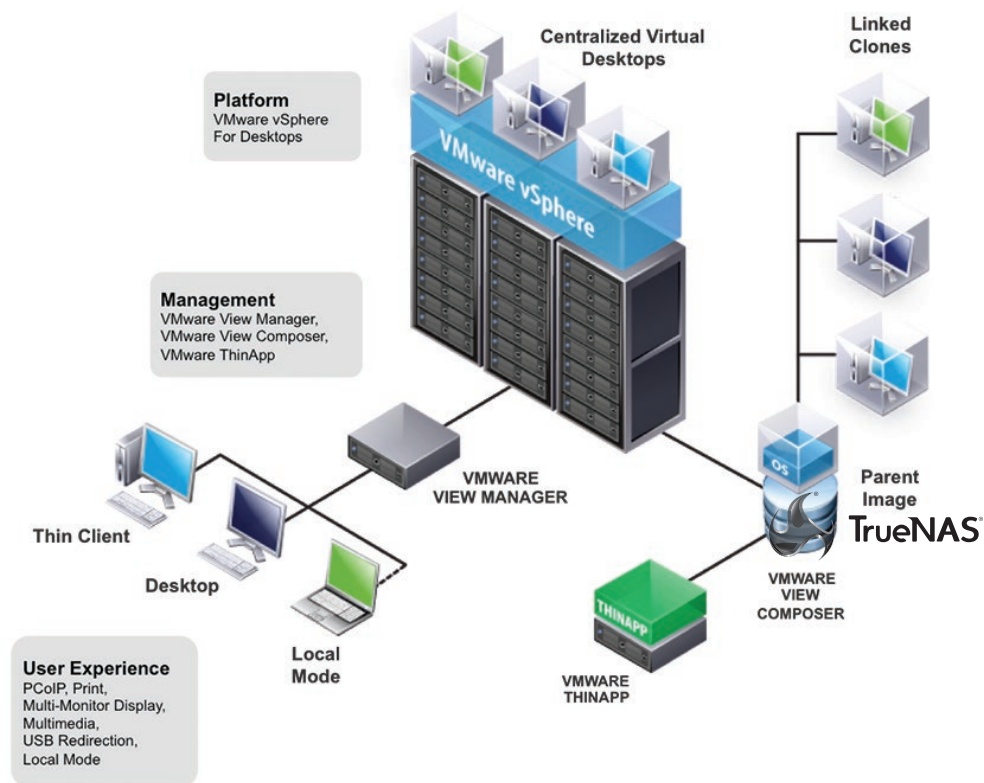 Centralized Virtual
Desktops
Linked
Clones
Platform
VMware vSphere
For Desktops
VMware vSphere
Management
VMware View Manager,
VMware View Composer,
VMware ThinApp
VMWARE
VIEW MANAGER
OS
Parent
Image
TrueNAS®
Thin Client
Desktop
Local
Mode
VMWARE
VIEW
COMPOSER
THINAPP
VMWARE
THINAPP
User Experience
PCoIP, Print,
Multi-Monitor Display,
Multimedia,
USB Redirection,
Local Mode